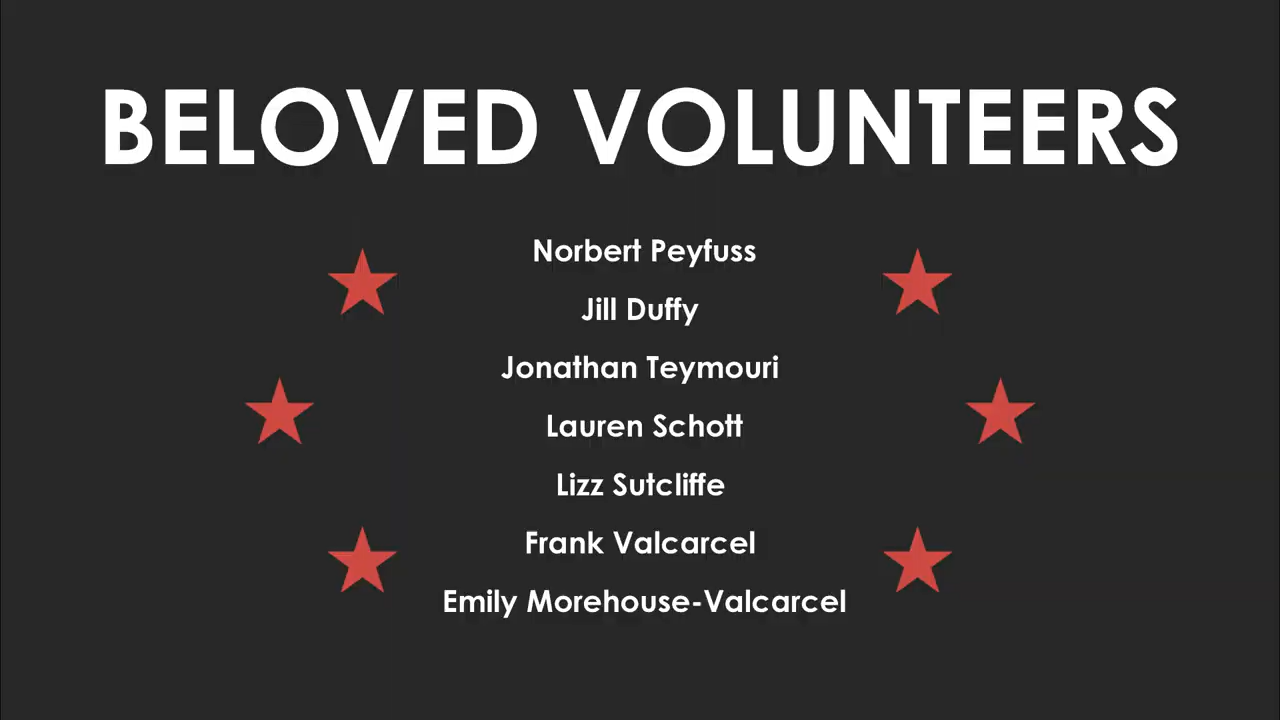 BELOVED VOLUNTEERS
Norbert Peyfuss
Jill Duffy
Jonathan Teymouri
Lauren Schott
Lizz Sutcliffe
Frank Valcarcel
Emily Morehouse-Valcarcel